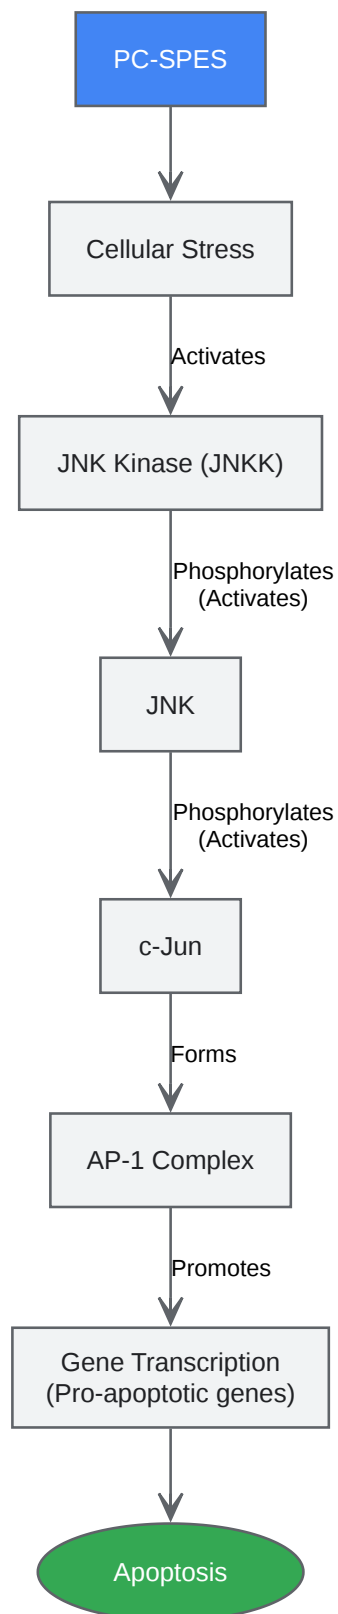 PC-SPES
Cellular Stress
Activates
JNK Kinase (JNKK)
Phosphorylates
(Activates)
JNK
Phosphorylates
(Activates)
c-Jun
Forms
AP-1 Complex
Promotes
Gene Transcription
(Pro-apoptotic genes)
Apoptosis